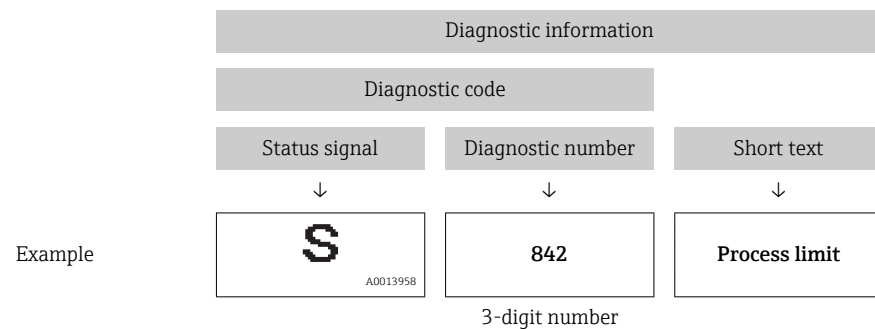 Diagnostic information
Diagnostic code
Status signal Diagnostic number Short text
↓ ↓ ↓
Example S 842 Process limit
A0013958
3-digit number